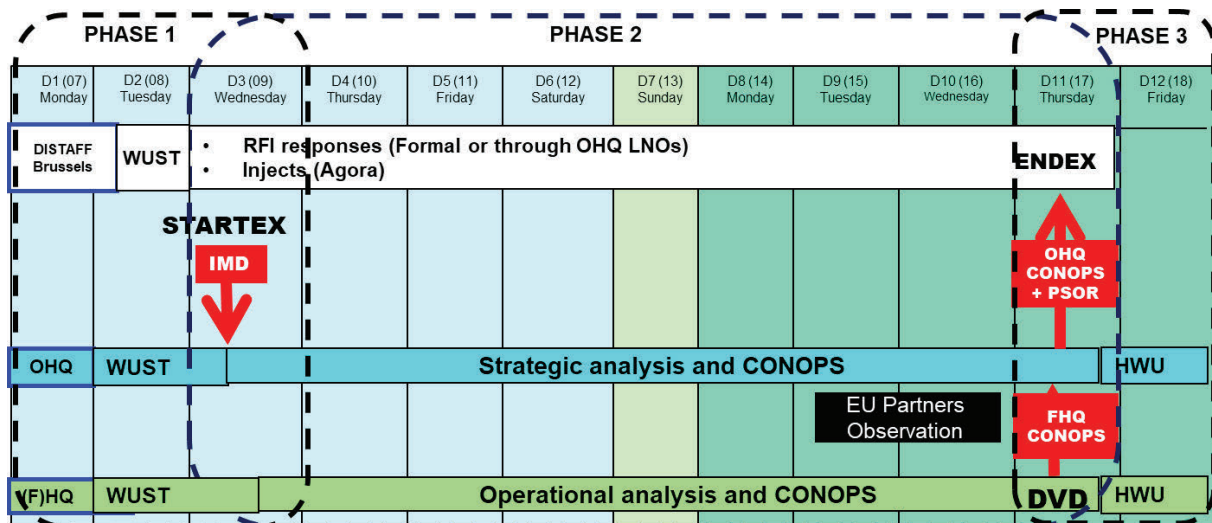 PHASE 1
PHASE 2
PHASE 3
D1 (07)
Monday
D2 (08)
Tuesday
D3 (09)
Wednesday
D4 (10)
Thursday
D5 (11)
Friday
D6 (12)
Saturday
D7 (13)
Sunday
D8 (14)
Monday
D9 (15)
Tuesday
D10 (16)
Wednesday
D11 (17)
Thursday
D12 (18)
Friday
DISTAFF
Brussels
WUST
• RFI responses (Formal or through OHQ LNOs)
• Injects (Agora)
ENDEX
STARTEX
IMD
OHQ
CONOPS
+ PSOR
OHQ
WUST
Strategic analysis and CONOPS
HWU
EU Partners
Observation
FHQ
CONOPS
(F)HQ
WUST
Operational analysis and CONOPS
DVD
HWU